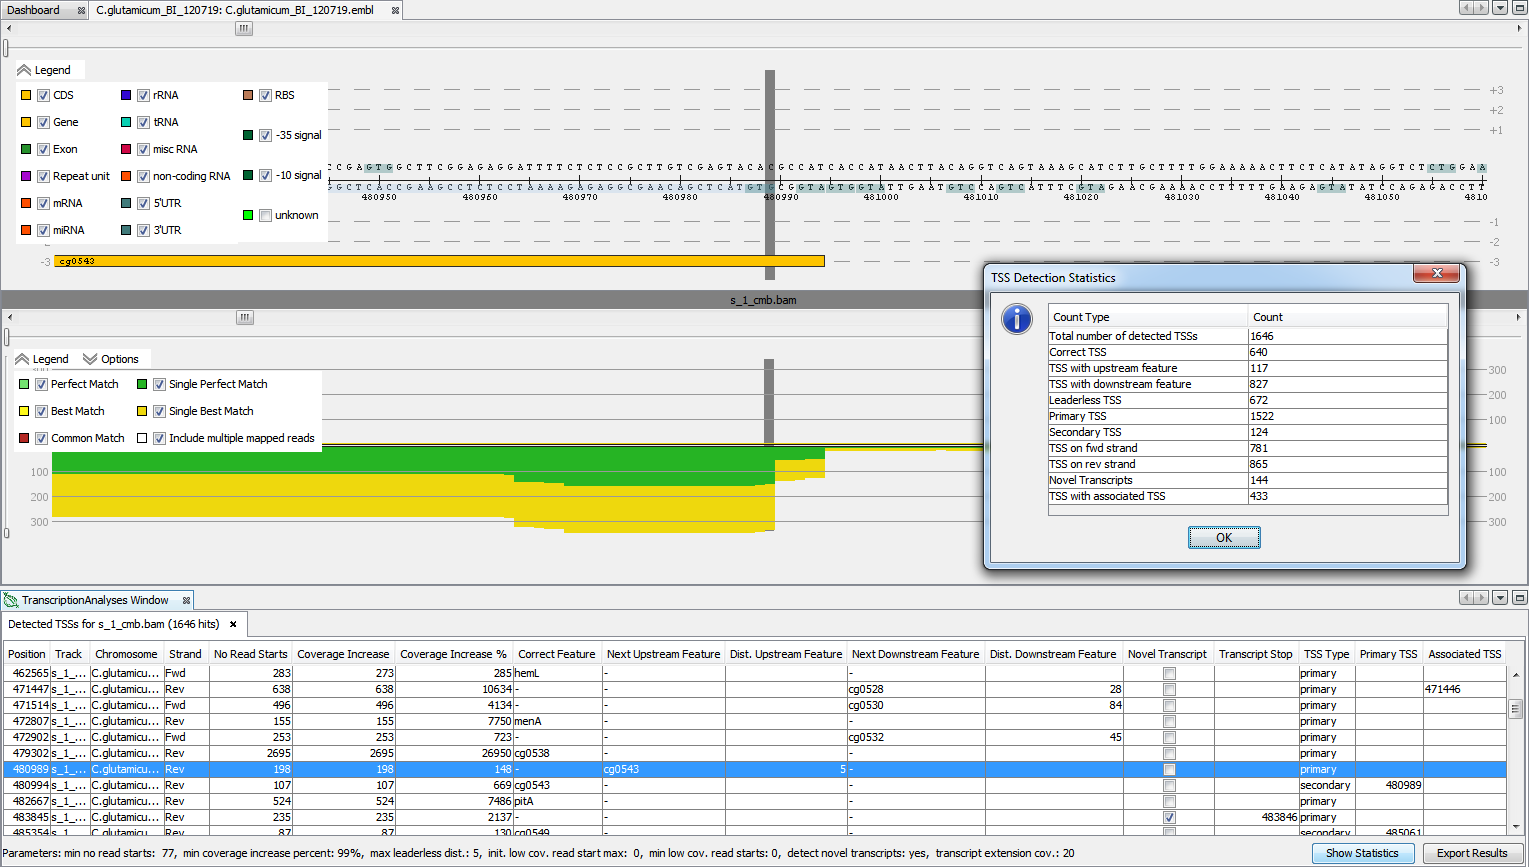 Dashboard C.glutamicum_BI_120719: C.glutamicum_BI_120719.embl
Legend
CDS rRNA RBS
Gene tRNA -35 signal
Exon misc RNA -10 signal
Repeat unit non-coding RNA unknown
mRNA 5'UTR
miRNA 3'UTR
+3
+2
+1
480950 480960 480970 480980 480990 481000 481010 481020 481030 481040 481050 4810
-1
-2
-3 cg0543 -3
s_1_cmb.bam
Legend Options
Perfect Match Single Perfect Match
Best Match Single Best Match
Common Match Include multiple mapped reads
300
200
100
100 100
200 200
300 300
TSS Detection Statistics
Count Type Count
Total number of detected TSSs 1646
Correct TSS 640
TSS with upstream feature 117
TSS with downstream feature 827
Leaderless TSS 672
Primary TSS 1522
Secondary TSS 124
TSS on fwd strand 781
TSS on rev strand 865
Novel Transcripts 144
TSS with associated TSS 433
OK
TranscriptionAnalyses Window
Detected TSSs for s_1_cmb.bam (1646 hits)
Position Track Chromosome Strand No Read Starts Coverage Increase Coverage Increase % Correct Feature Next Upstream Feature Dist. Upstream Feature Next Downstream Feature Dist. Downstream Feature Novel Transcript Transcript Stop TSS Type Primary TSS Associated TSS
462565 s_1_... C.glutamicu... Fwd 283 273 285 hemL - - primary
471447 s_1_... C.glutamicu... Rev 638 638 10634 - - cg0528 28 primary 471446
471514 s_1_... C.glutamicu... Fwd 496 496 4134 - - cg0530 84 primary
472807 s_1_... C.glutamicu... Rev 155 155 7750 menA - - primary
472902 s_1_... C.glutamicu... Fwd 253 253 723 - - cg0532 45 primary
479302 s_1_... C.glutamicu... Rev 2695 2695 26950 cg0538 - - primary
480989 s_1_... C.glutamicu... Rev 198 198 148 - cg0543 5 - primary
480994 s_1_... C.glutamicu... Rev 107 107 669 cg0543 - - secondary 480989
482667 s_1_... C.glutamicu... Rev 524 524 7486 pitA - - primary
483845 s_1_... C.glutamicu... Rev 235 235 2137 - - - 483846 primary
485354 s_1_... C.glutamicu... Rev 87 87 130 cg0549 - - secondary 485061
Parameters: min no read starts: 77, min coverage increase percent: 99%, max leaderless dist.: 5, init. low cov. read start max: 0, min low cov. read starts: 0, detect novel transcripts: yes, transcript extension cov.: 20 Show Statistics Export Results